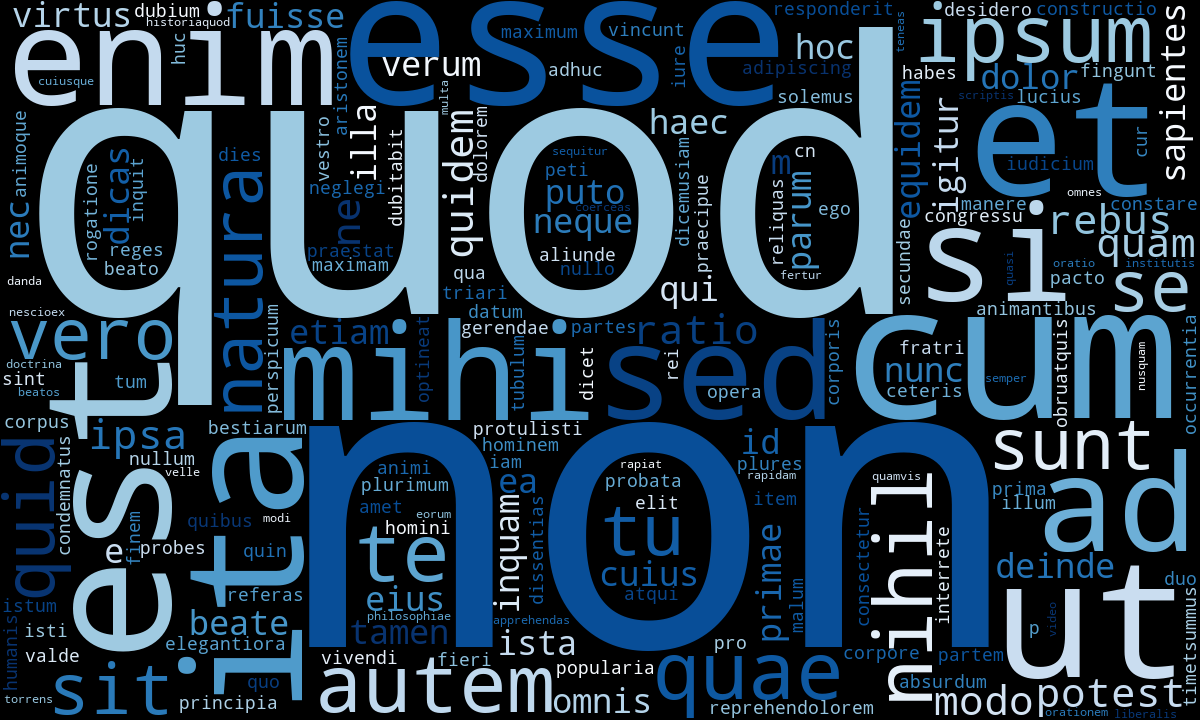 virtus
dubium
historiaquod
fuisse
enim
esse
maximum
vincunt
responderit
desidero
constructio
huc
cuiusque
aristonem
verum
adhuc
iure
hoc
adipiscing
teneas
ipsum
habes
dolor
fingunt
sapientes
solemus
scriptis
lucius
multa
haec
quod
et
cur
iudicium
omnes
nec
animoque
rogatione
dicas
inquit
dies
natura
vestro
illa
neglegi
ne
dubitabit
quidem
dolorem
sequitur
peti
puto
coerceas
neque
aliunde
nullo
dicemusiam
praecipue
m
cn
reliquas
parum
ego
fertur
equidem
igitur
manere
congressu
constare
rebus
quam
reges
beato
praestat
maximam
qua
triari
datum
qui
secundae
si
quasi
oratio
institutis
pacto
se
animantibus
danda
nescioex
vero
doctrina
sint
beatos
tum
est
perspicuum
etiam
optineat
gerendae
partes
ratio
mihi
tubulum
dicet
rei
sed
opera
corporis
cum
fratri
nunc
ceteris
semper
obruatquis
nusquam
occurrentia
corpus
quid
condemnatus
ipsa
nullum
velle
bestiarum
ita
quibus
modi
quin
e
finem
probes
referas
non
protulisti
hominem
iam
ea
animi
plurimum
amet
eorum
homini
te
eius
philosophiae
tamen
inquam
dissentias
apprehendas
rapiat
probata
elit
tu
cuius
atqui
id
plures
rapidam
item
primae
malum
consectetur
quamvis
nihil
interrete
sunt
prima
illum
ad
deinde
ut
duo
istum
humanis
isti
valde
torrens
sit
beate
elegantiora
quo
principia
vivendi
fieri
autem
ista
popularia
omnis
quae
pro
reprehendolorem
corpore
partem
absurdum
modo
p
video
potest
orationem
liberalis
timetsummus